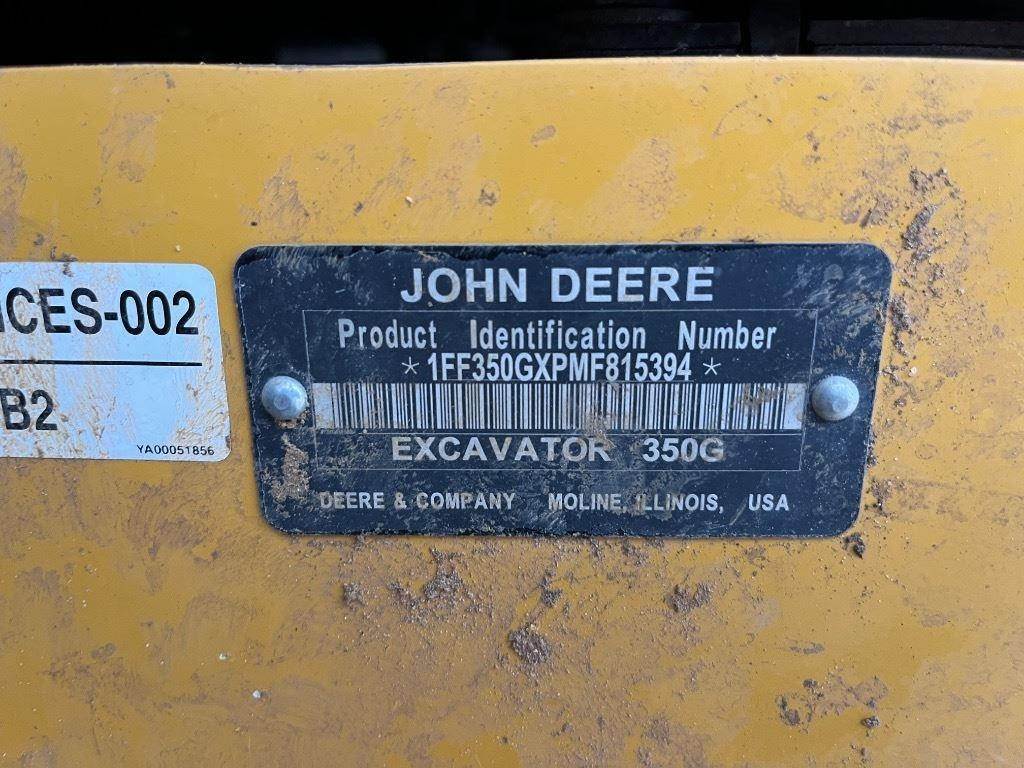 ICES-002
B2
YA00051856
JOHN DEERE
Product Identification Number
* 1FF350GXPMF815394 *
EXCAVATOR 350G
DEERE & COMPANY MOLINE, ILLINOIS, USA